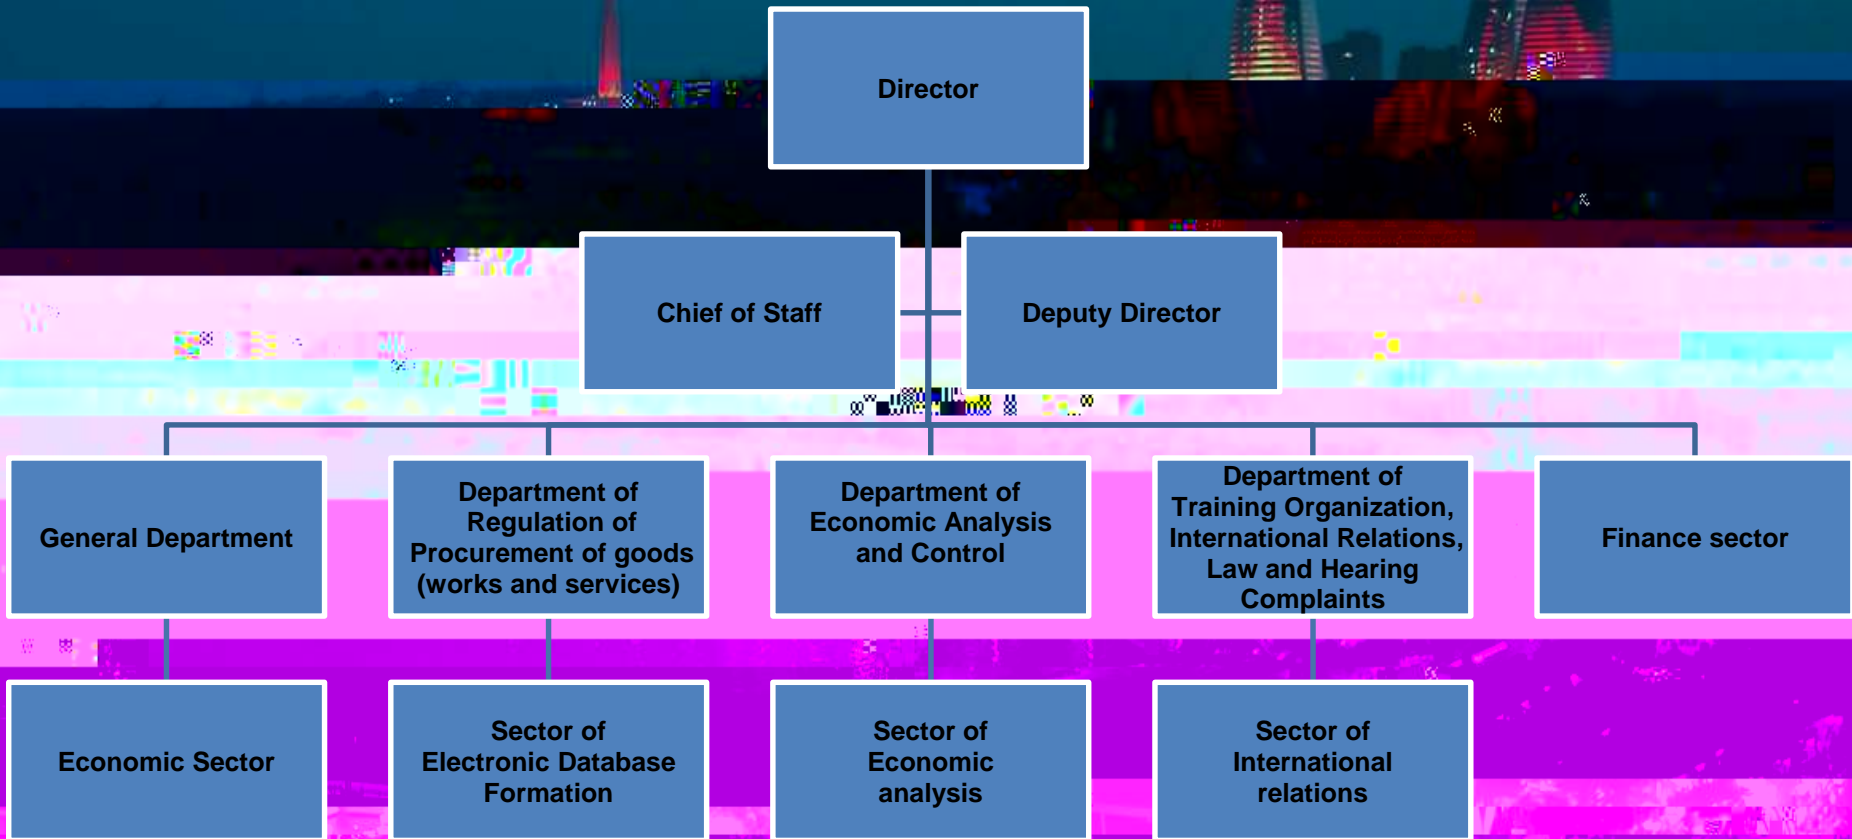 Director
Chief of Staff
Deputy Director
General Department
Department of
Regulation of
Procurement of goods
(works and services)
Department of
Economic Analysis
and Control
Department of
Training Organization,
International Relations,
Law and Hearing
Complaints
Finance sector
Economic Sector
Sector of
Electronic Database
Formation
Sector of
Economic
analysis
Sector of
International
relations